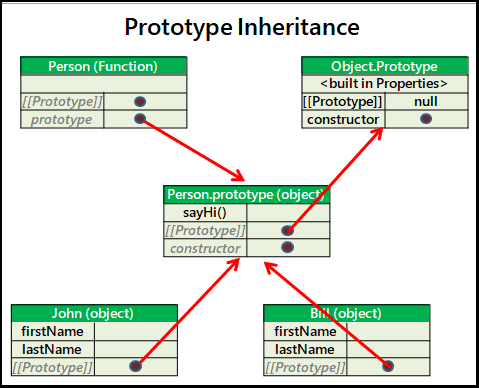 Prototype Inheritance
Person (Function)
[[Prototype]]
prototype
Object.Prototype
<built in Properties>
[[Prototype]] null
constructor
Person.prototype (object)
sayHi()
[[Prototype]]
constructor
John (object)
firstName
lastName
[[Prototype]]
Bill (object)
firstName
lastName
[[Prototype]]